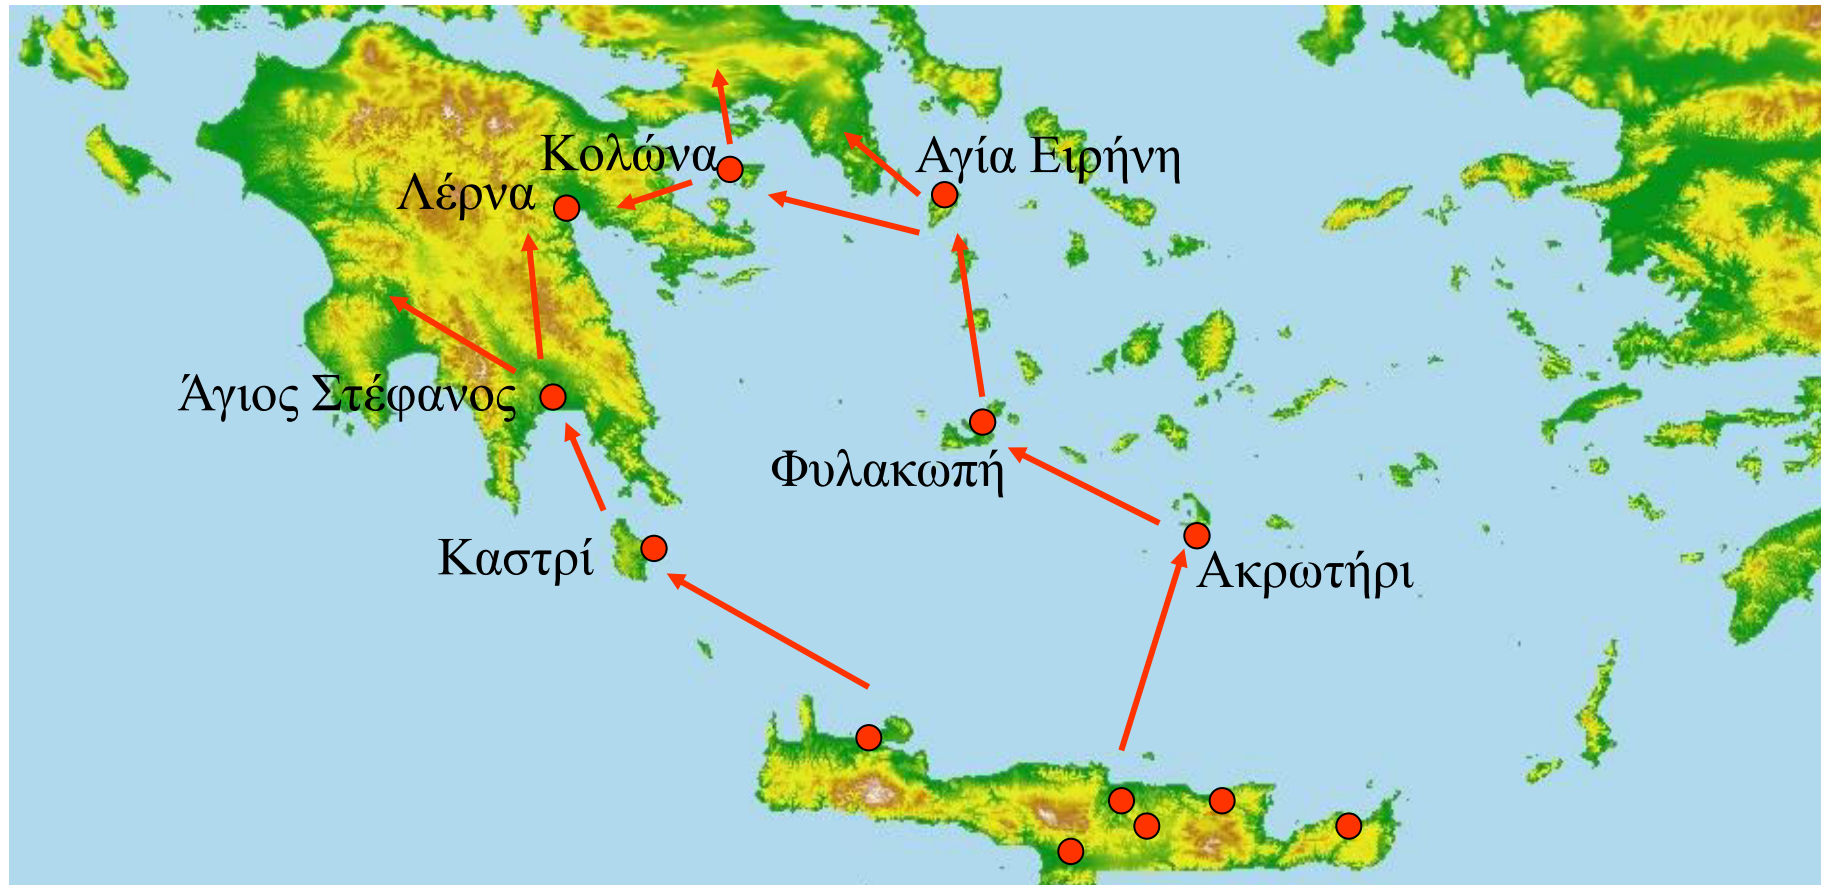 Κολώνα
Αγία Ειρήνη
Λέρνα
Άγιος Στέφανος
Φυλακωπή
Καστρί
Ακρωτήρι